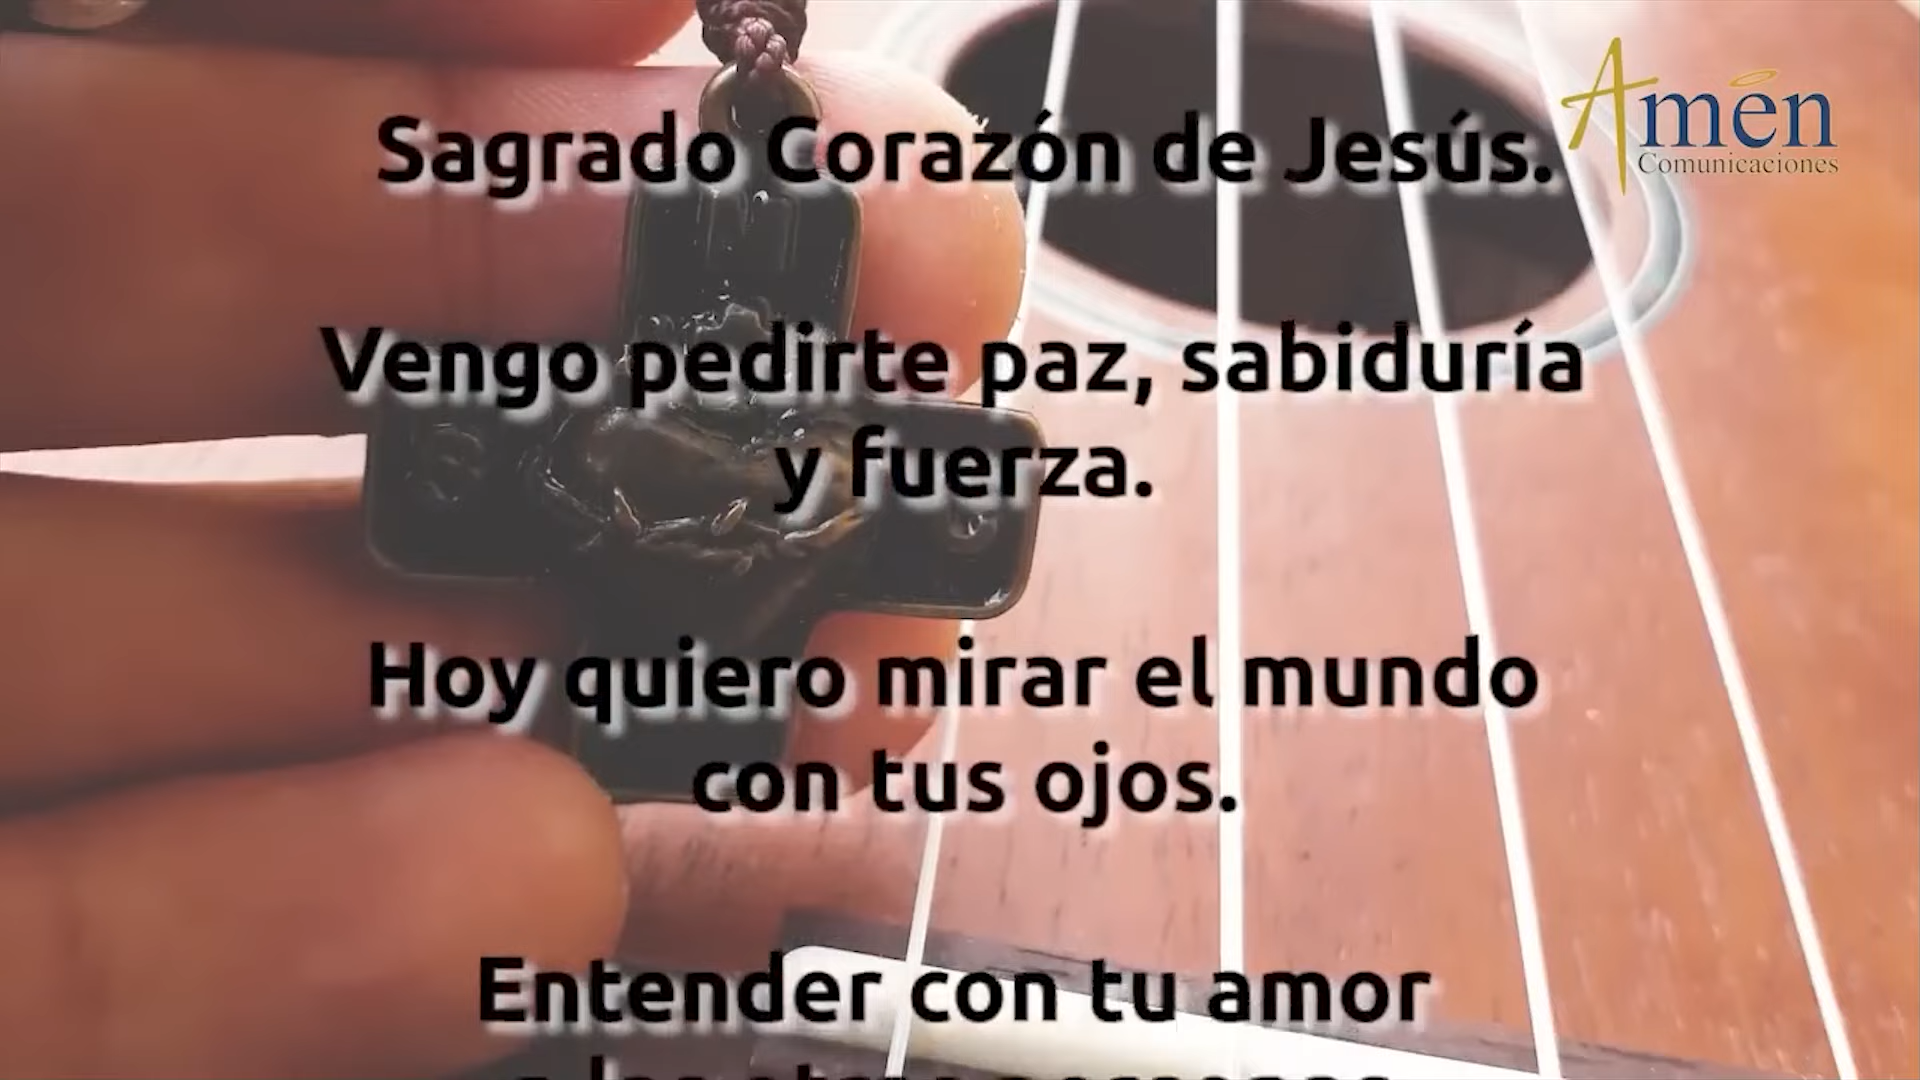 Amén
Comunicaciones
Sagrado Corazón de Jesús.
Vengo pedirte paz, sabiduría
y fuerza.
Hoy quiero mirar el mundo
con tus ojos.
Entender con tu amor